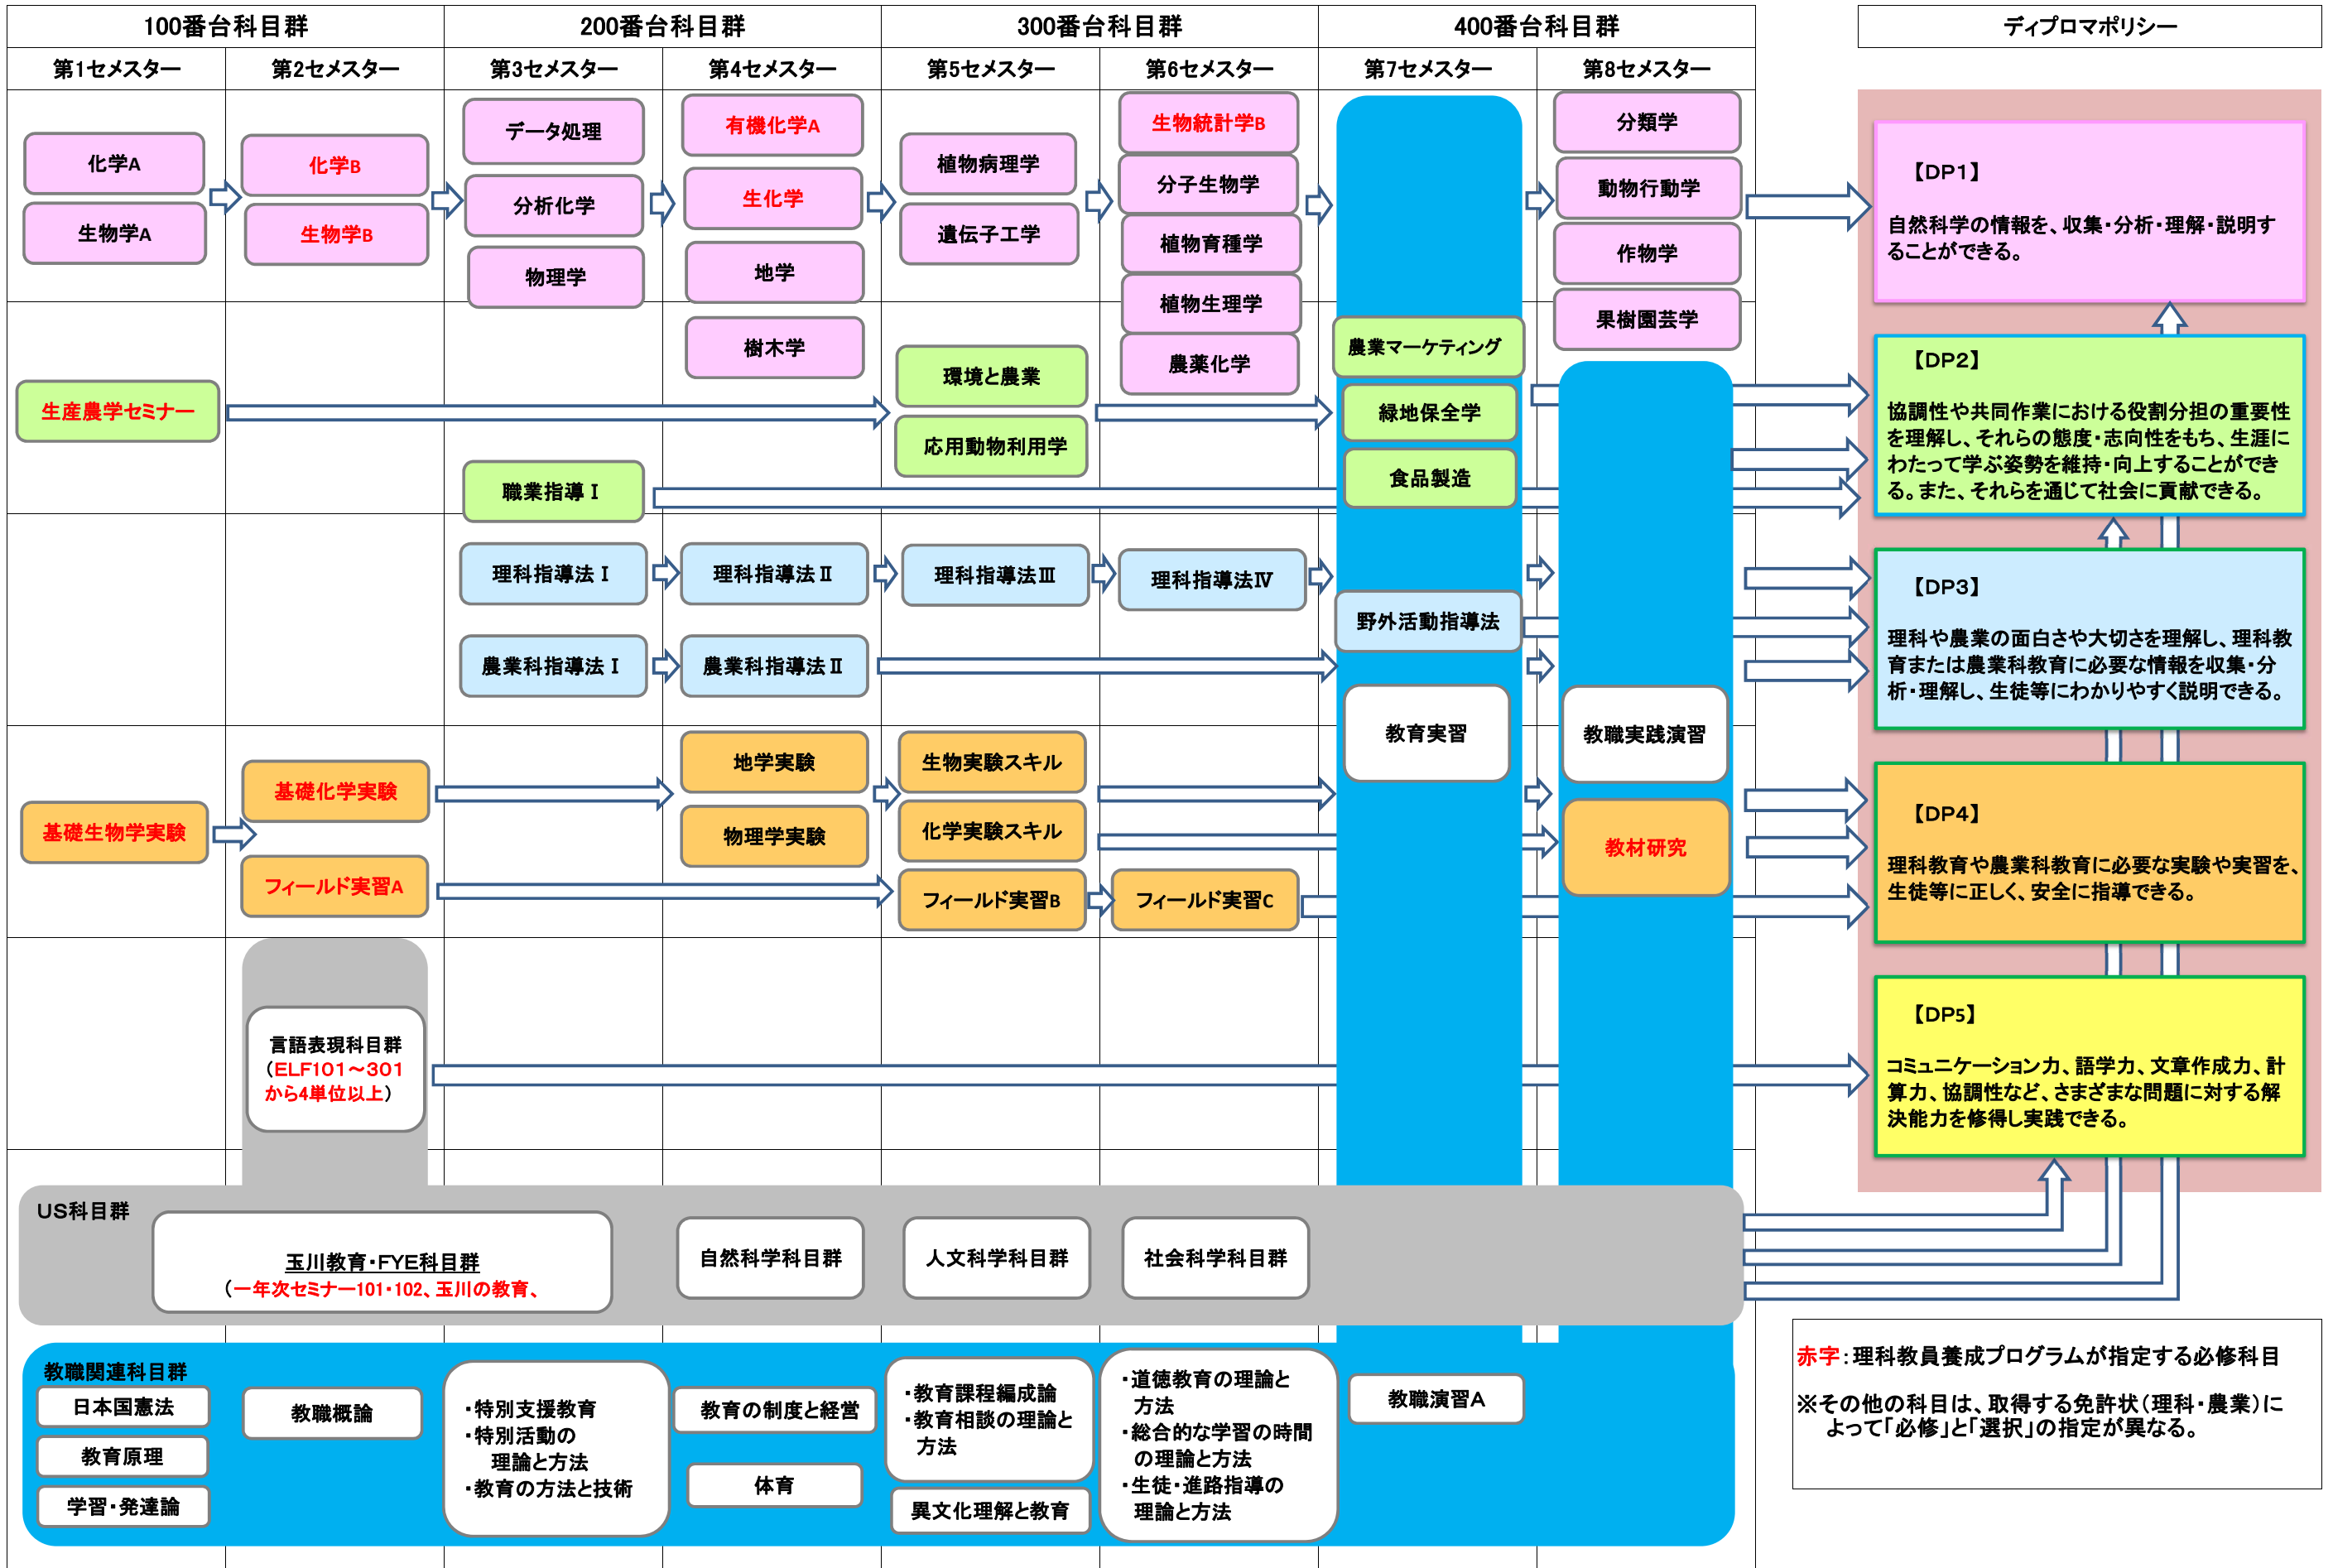 100番台科目群
200番台科目群
300番台科目群
400番台科目群
ディプロマポリシー
第1セメスター
第2セメスター
第3セメスター
第4セメスター
第5セメスター
第6セメスター
第7セメスター
第8セメスター
化学A
生物学A
化学B
生物学B
データ処理
分析化学
物理学
有機化学A
生化学
地学
樹木学
植物病理学
遺伝子工学
生物統計学B
分子生物学
植物育種学
植物生理学
農薬化学
分類学
動物行動学
作物学
果樹園芸学
【DP1】
自然科学の情報を、収集・分析・理解・説明す
ることができる。
生産農学セミナー
職業指導Ⅰ
環境と農業
応用動物利用学
農業マーケティング
緑地保全学
食品製造
【DP2】
協調性や共同作業における役割分担の重要性
を理解し、それらの態度・志向性をもち、生涯に
わたって学ぶ姿勢を維持・向上することができ
る。また、それらを通じて社会に貢献できる。
理科指導法Ⅰ
理科指導法Ⅱ
理科指導法Ⅲ
理科指導法Ⅳ
農業科指導法Ⅰ
農業科指導法Ⅱ
野外活動指導法
教育実習
教職実践演習
【DP3】
理科や農業の面白さや大切さを理解し、理科教
育または農業科教育に必要な情報を収集・分
析・理解し、生徒等にわかりやすく説明できる。
基礎生物学実験
基礎化学実験
フィールド実習A
地学実験
物理学実験
生物実験スキル
化学実験スキル
フィールド実習B
フィールド実習C
教材研究
【DP4】
理科教育や農業科教育に必要な実験や実習を、
生徒等に正しく、安全に指導できる。
言語表現科目群
（ELF101～301
から4単位以上）
【DP5】
コミュニケーション力、語学力、文章作成力、計
算力、協調性など、さまざまな問題に対する解
決能力を修得し実践できる。
US科目群
玉川教育・FYE科目群
（一年次セミナー101・102、玉川の教育、
自然科学科目群
人文科学科目群
社会科学科目群
教職関連科目群
日本国憲法
教育原理
学習・発達論
教職概論
・特別支援教育
・特別活動の
理論と方法
・教育の方法と技術
教育の制度と経営
体育
・教育課程編成論
・教育相談の理論と
方法
異文化理解と教育
・道徳教育の理論と
方法
・総合的な学習の時間
の理論と方法
・生徒・進路指導の
理論と方法
教職演習A
赤字：理科教員養成プログラムが指定する必修科目
※その他の科目は、取得する免許状（理科・農業）に
よって「必修」と「選択」の指定が異なる。